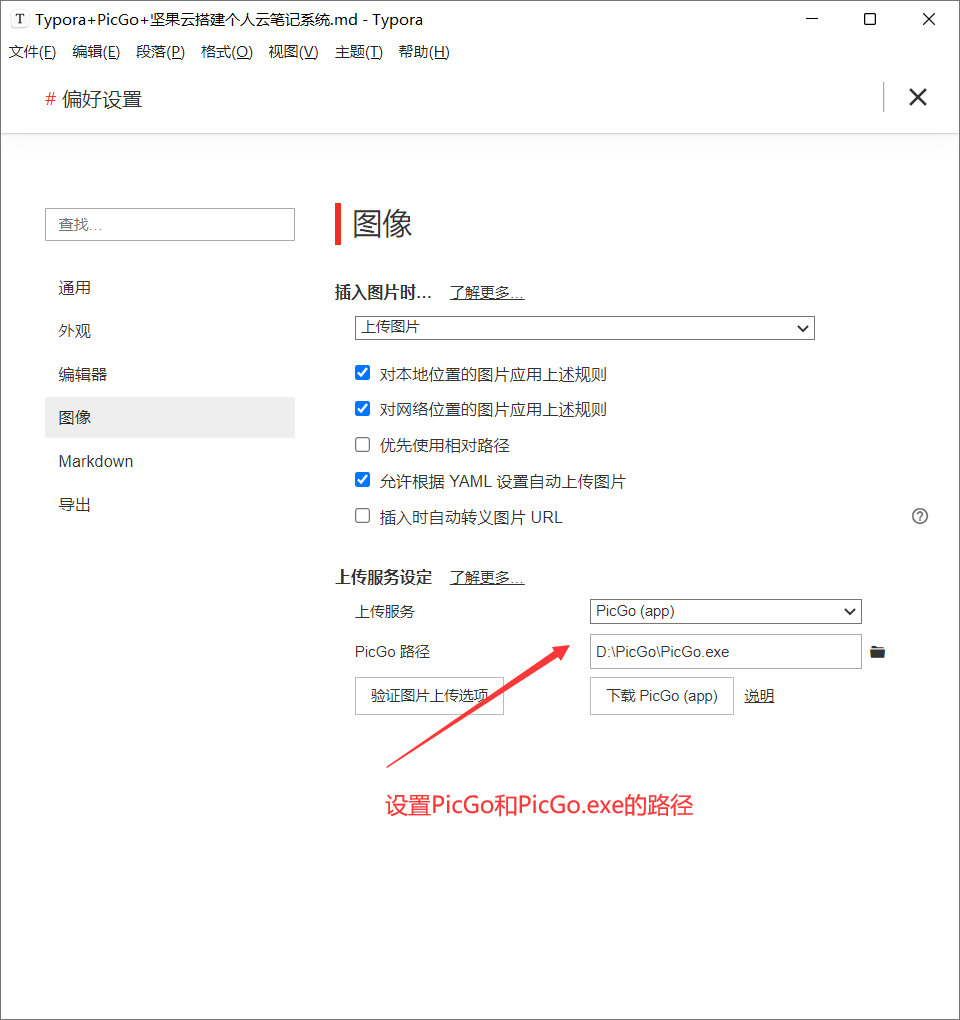 T Typora+PicGo+坚果云搭建个人云笔记系统.md - Typora
文件(F) 编辑(E) 段落(P) 格式(O) 视图(V) 主题(T) 帮助(H)
# 偏好设置
查找...
通用
外观
编辑器
图像
Markdown
导出
图像
插入图片时... 了解更多...
上传图片
对本地位置的图片应用上述规则
对网络位置的图片应用上述规则
优先使用相对路径
允许根据 YAML 设置自动上传图片
插入时自动转义图片 URL
上传服务设定 了解更多...
上传服务 PicGo (app)
PicGo 路径 D:\PicGo\PicGo.exe
验证图片上传选项 下载 PicGo (app) 说明
设置PicGo和PicGo.exe的路径